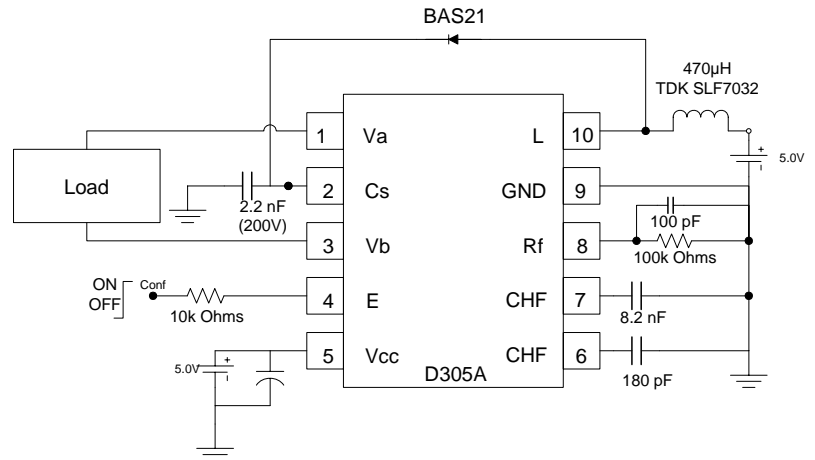 BAS21
470µH
TDK SLF7032
1 Va
L 10
+
5.0V
Load
2 Cs
GND 9
2.2 nF
(200V)
100 pF
3 Vb
Rf 8
100k Ohms
ON
OFF
Conf
10k Ohms
4 E
CHF 7
8.2 nF
5.0V
+
5 Vcc
CHF 6
D305A
180 pF